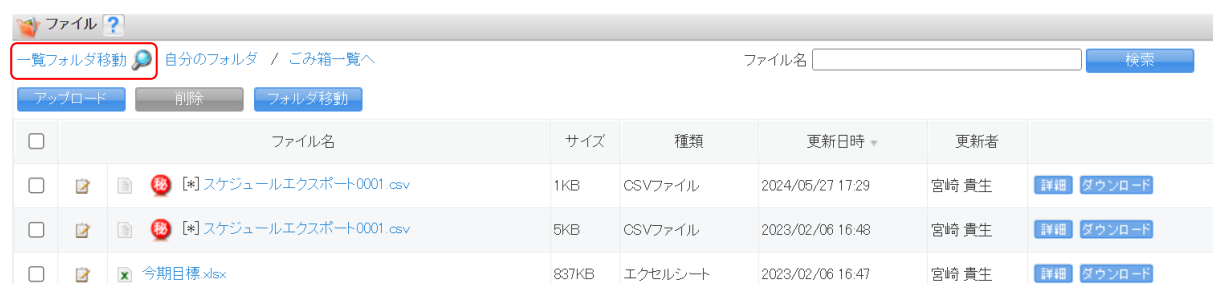 ファイル ?
一覧フォルダ移動 自分のフォルダ / ごみ箱一覧へ ファイル名 検索
アップロード 削除 フォルダ移動
ファイル名 サイズ 種類 更新日時 ▼ 更新者
秘 [*] スケジュールエクスポート0001.csv 1KB CSVファイル 2024/05/27 17:29 宮崎 貴生 詳細 ダウンロード
秘 [*] スケジュールエクスポート0001.csv 5KB CSVファイル 2023/02/06 16:48 宮崎 貴生 詳細 ダウンロード
今期目標.xlsx 837KB エクセルシート 2023/02/06 16:47 宮崎 貴生 詳細 ダウンロード